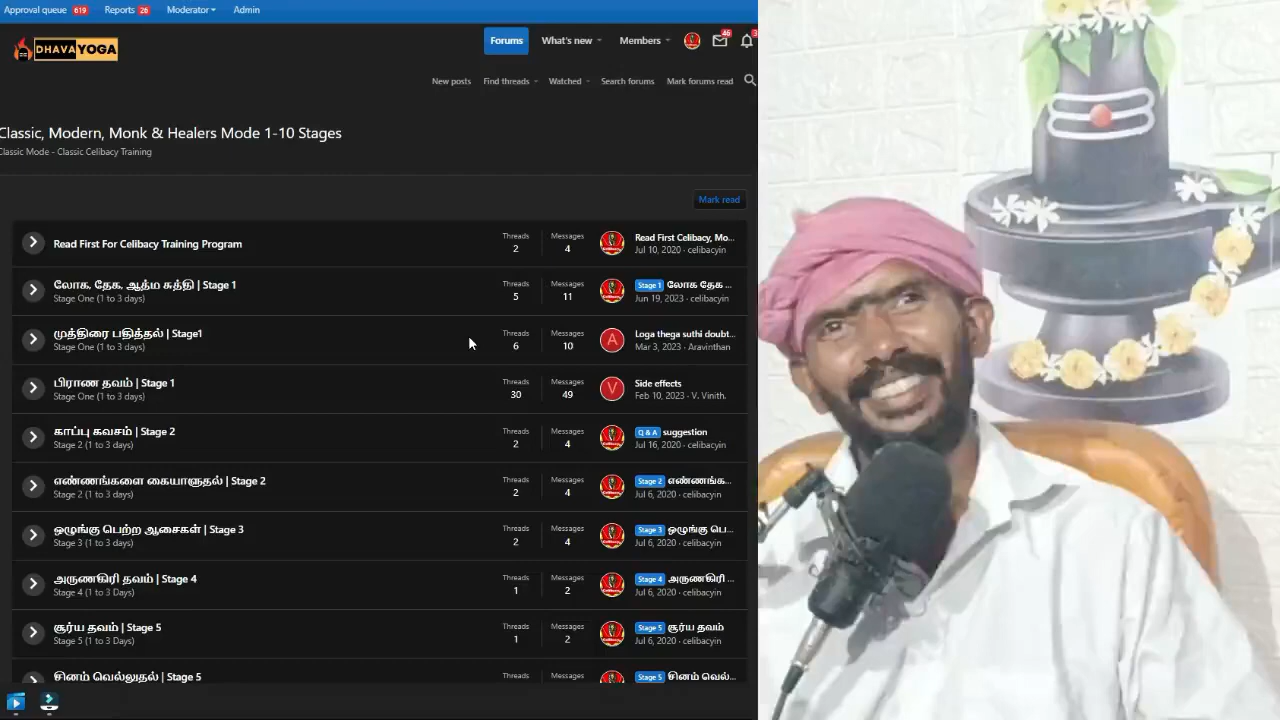 Approval queue 619 Reports 26 Moderator Admin
DHAVAYOGA
Forums What's new Members 46 3
New posts Find threads Watched Search forums Mark forums read
Classic, Modern, Monk & Healers Mode 1-10 Stages
Classic Mode - Classic Celibacy Training
Mark read
Read First For Celibacy Training Program Threads 2 Messages 4 Read First Celibacy, Mo...
Jul 10, 2020 · celibacyin
லோக, தேக, ஆத்ம சுத்தி | Stage 1 Threads 5 Messages 11 Stage 1 லோக தேக ...
Stage One (1 to 3 days) Jun 19, 2023 · celibacyin
முத்திரை பதித்தல் | Stage1 Threads 6 Messages 10 A Loga thega suthi doubt...
Stage One (1 to 3 days) Mar 3, 2023 · Aravinthan
பிராண தவம் | Stage 1 Threads 30 Messages 49 V Side effects
Stage One (1 to 3 days) Feb 10, 2023 · V. Vinith.
காப்பு கவசம் | Stage 2 Threads 2 Messages 4 Q & A suggestion
Stage 2 (1 to 3 days) Jul 16, 2020 · celibacyin
எண்ணங்களை கையாளுதல் | Stage 2 Threads 2 Messages 4 Stage 2 எண்ணங்க...
Stage 2 (1 to 3 days) Jul 6, 2020 · celibacyin
ஒழுங்கு பெற்ற ஆசைகள் | Stage 3 Threads 2 Messages 4 Stage 3 ஒழுங்கு பெ...
Stage 3 (1 to 3 days) Jul 6, 2020 · celibacyin
அருணகிரி தவம் | Stage 4 Threads 1 Messages 2 Stage 4 அருணகிரி ...
Stage 4 (1 to 3 Days) Jul 6, 2020 · celibacyin
சூர்ய தவம் | Stage 5 Threads 1 Messages 2 Stage 5 சூர்ய தவம்
Stage 5 (1 to 3 Days) Jul 6, 2020 · celibacyin
சினம் வெல்லுதல் | Stage 5 Threads Messages Stage 5 சினம் வெல்...